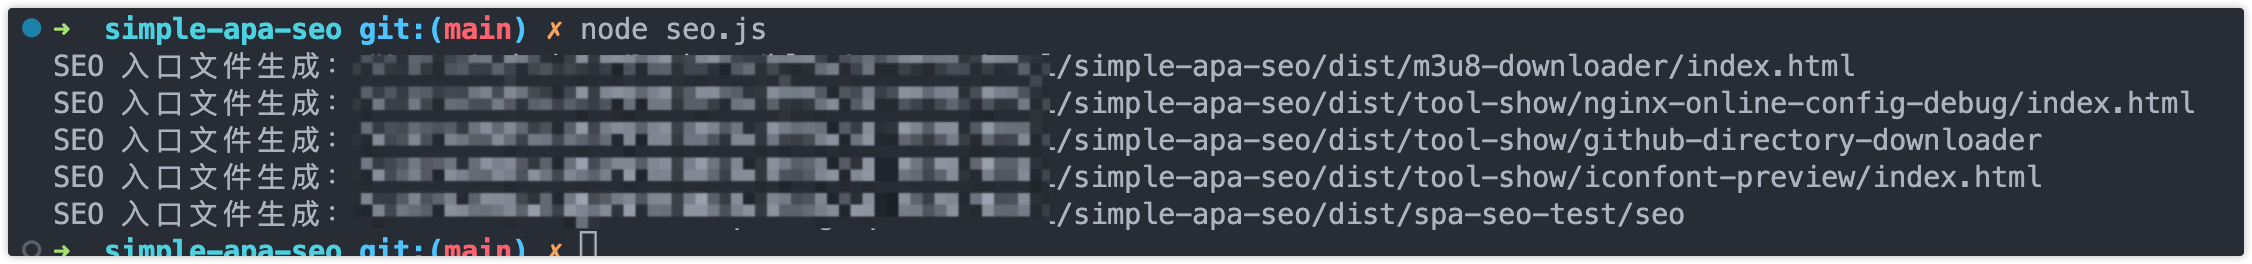 ➜ simple-apa-seo git:(main) ✗ node seo.js
SEO 入口文件生成: /simple-apa-seo/dist/m3u8-downloader/index.html
SEO 入口文件生成: /simple-apa-seo/dist/tool-show/nginx-online-config-debug/index.html
SEO 入口文件生成: /simple-apa-seo/dist/tool-show/github-directory-downloader
SEO 入口文件生成: /simple-apa-seo/dist/tool-show/iconfont-preview/index.html
SEO 入口文件生成: /simple-apa-seo/dist/spa-seo-test/seo
➜ simple-apa-seo git:(main) ✗